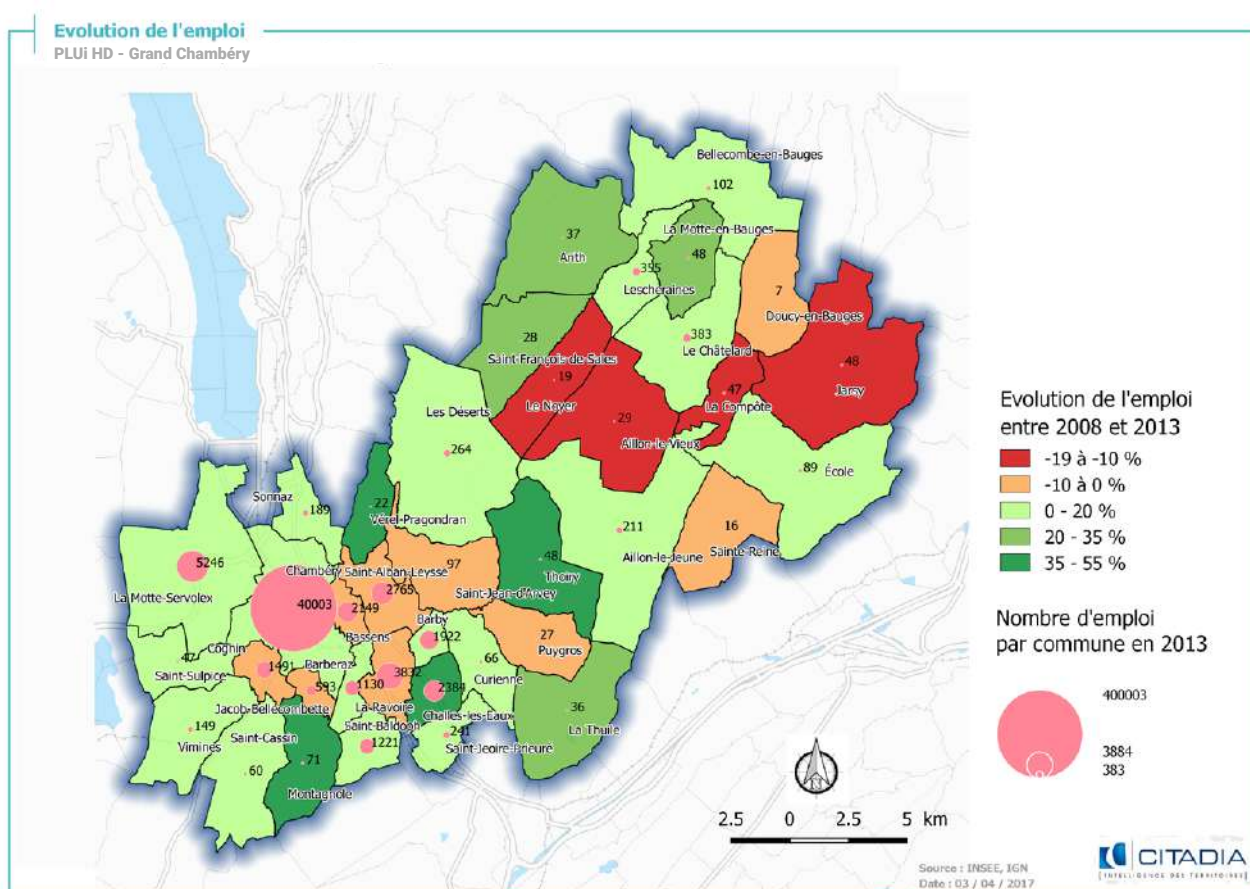 Evolution de l'emploi
PLUi HD - Grand Chambéry
Bellecombe-en-Bauges
102
La Motte-en-Bauges
37
Arith
48
355
Lescheraines
7
Doucy-en-Bauges
28
383
Le Châtelard
Saint-François-de-Sales
48
19
Jarsy
47
Le Noyer
La Compôte
Les Déserts
29
Aillon-le-Vieux
264
89
École
Sonnaz
189
22
Vérel-Pragondran
211
16
Aillon-le-Jeune
Sainte-Reine
5246
97
48
Chambéry
Saint-Alban-Leysse
Thoiry
2765
Saint-Jean-d'Arvey
La Motte-Servolex
40003
2149
Barby
Bassens
1922
27
Puygros
Cognin
47
1491
Barberaz
66
Saint-Sulpice
593
1130
3832
2384
Curienne
Jacob-Bellecombette
La-Ravoire
36
149
Saint-Cassin
Saint-Baldoph
Challes-les-Eaux
La Thuile
Vimines
1221
241
Saint-Jeoire-Prieuré
60
71
Montagnole
Evolution de l'emploi
entre 2008 et 2013
-19 à -10 %
-10 à 0 %
0 - 20 %
20 - 35 %
35 - 55 %
Nombre d'emploi
par commune en 2013
400003
3884
383
N
2.5 0 2.5 5 km
Source : INSEE, IGN
Date : 03 / 04 / 2017
CITADIA
INTELLIGENCE DES TERRITOIRES